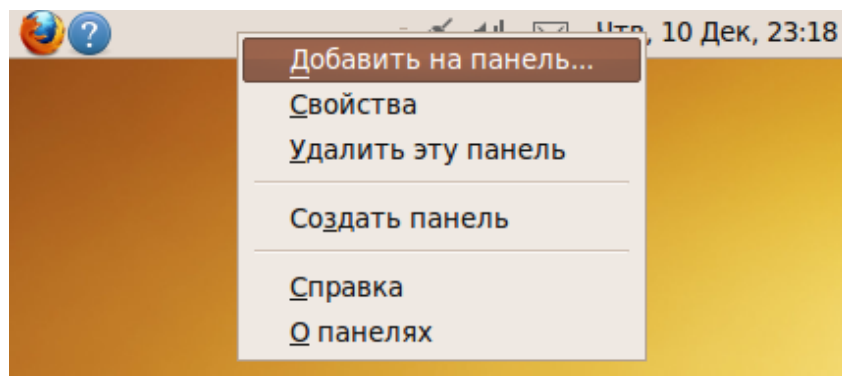 ?
Чтв, 10 Дек, 23:18
Добавить на панель...
Свойства
Удалить эту панель
Создать панель
Справка
О панелях